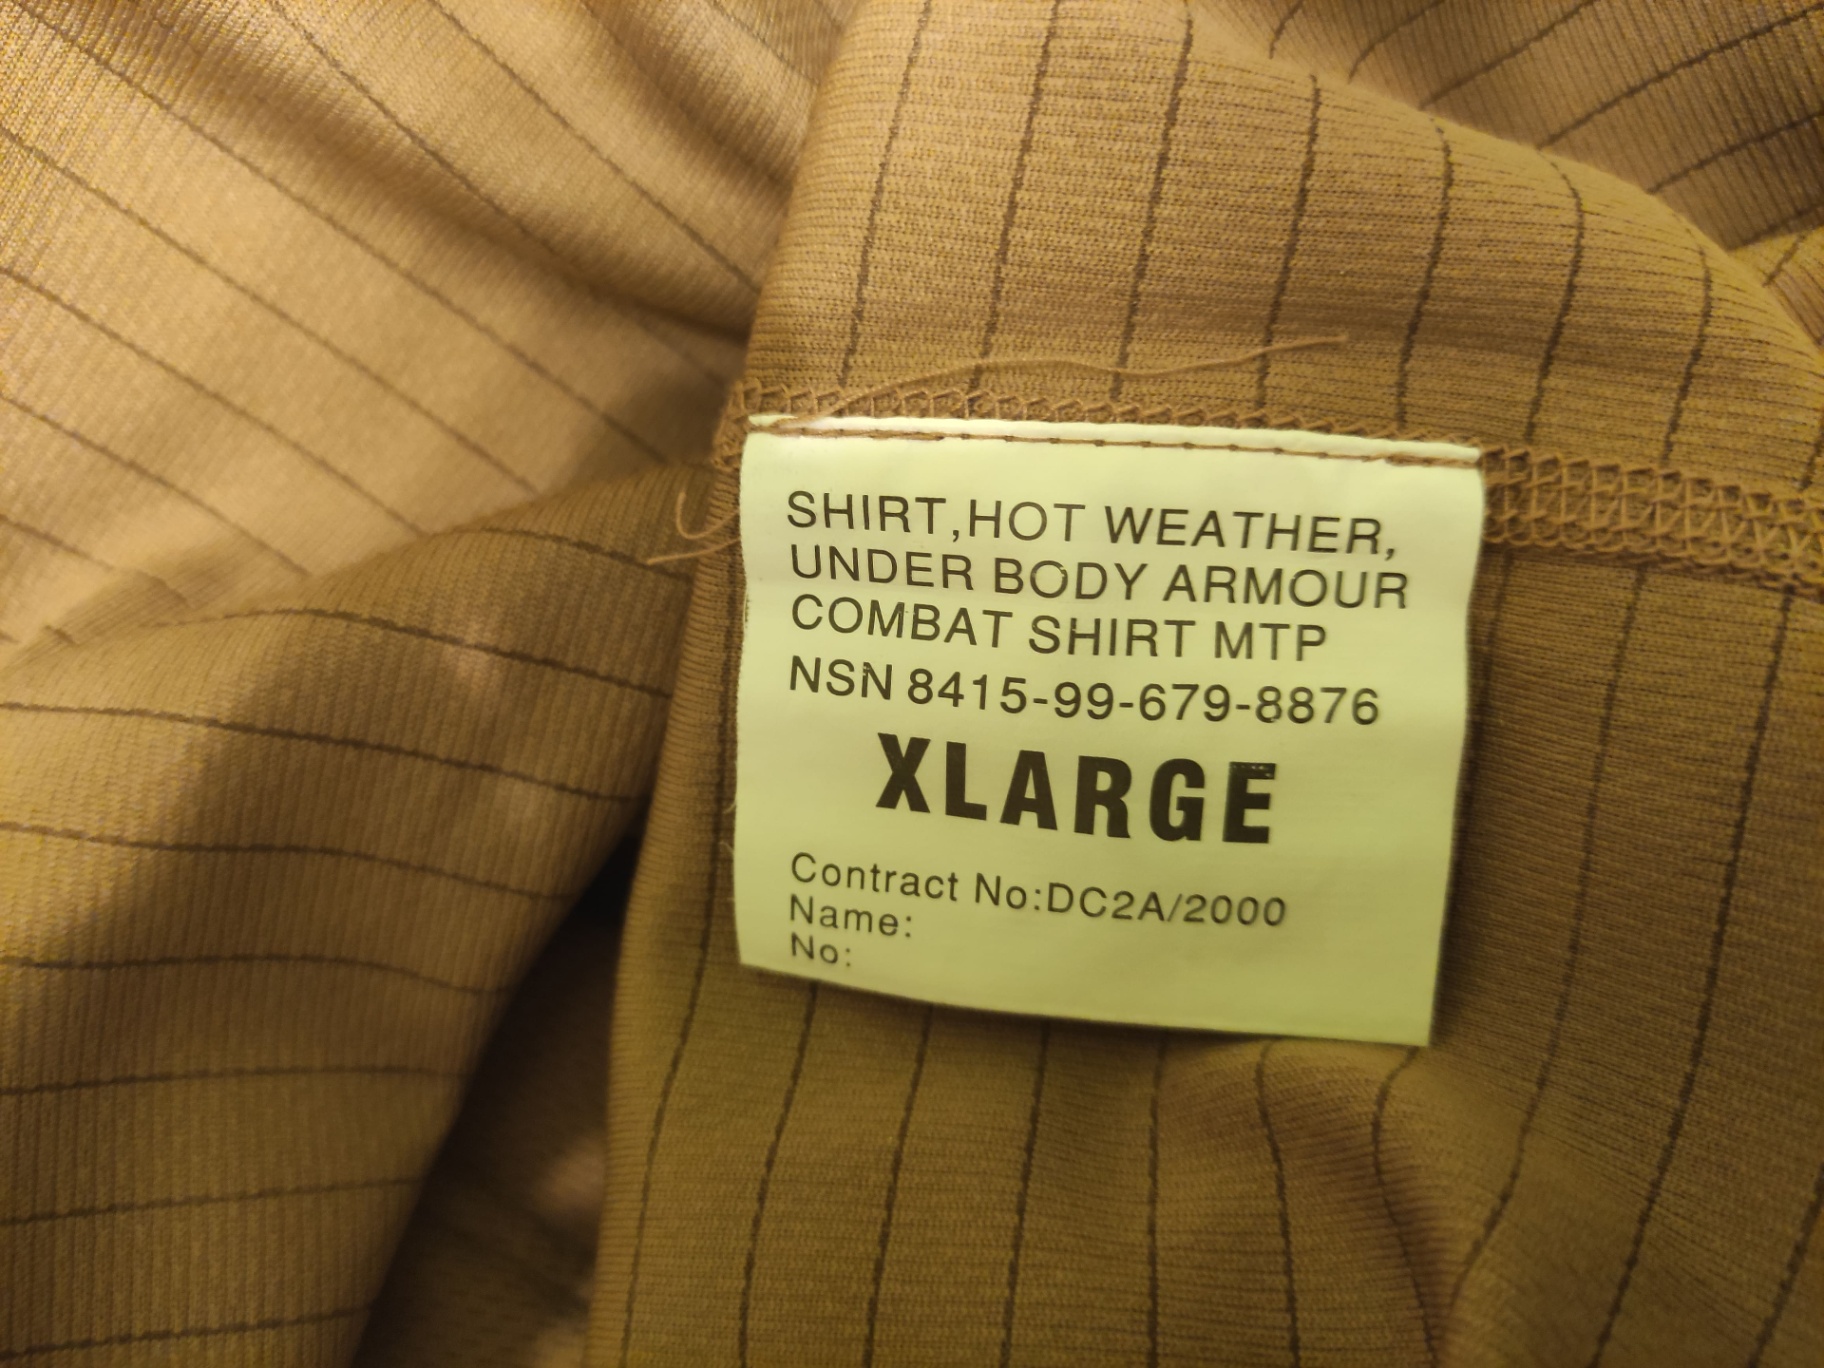 SHIRT,HOT WEATHER,
UNDER BODY ARMOUR
COMBAT SHIRT MTP
NSN 8415-99-679-8876
XLARGE
Contract No:DC2A/2000
Name:
No: